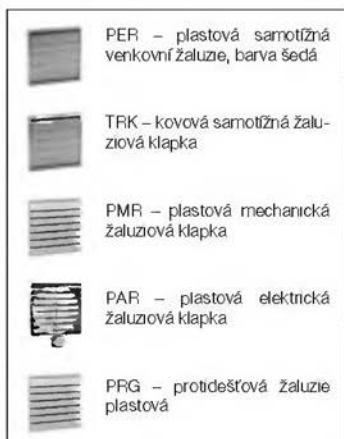 PER – plastová samotížná
venkovní žaluzie, barva šedá
TRK – kovová samotížná žalu-
ziová klapka
PMR – plastová mechanická
žaluziová klapka
PAR – plastová elektrická
žaluziová klapka
PRG – protidešťová žaluzie
plastová